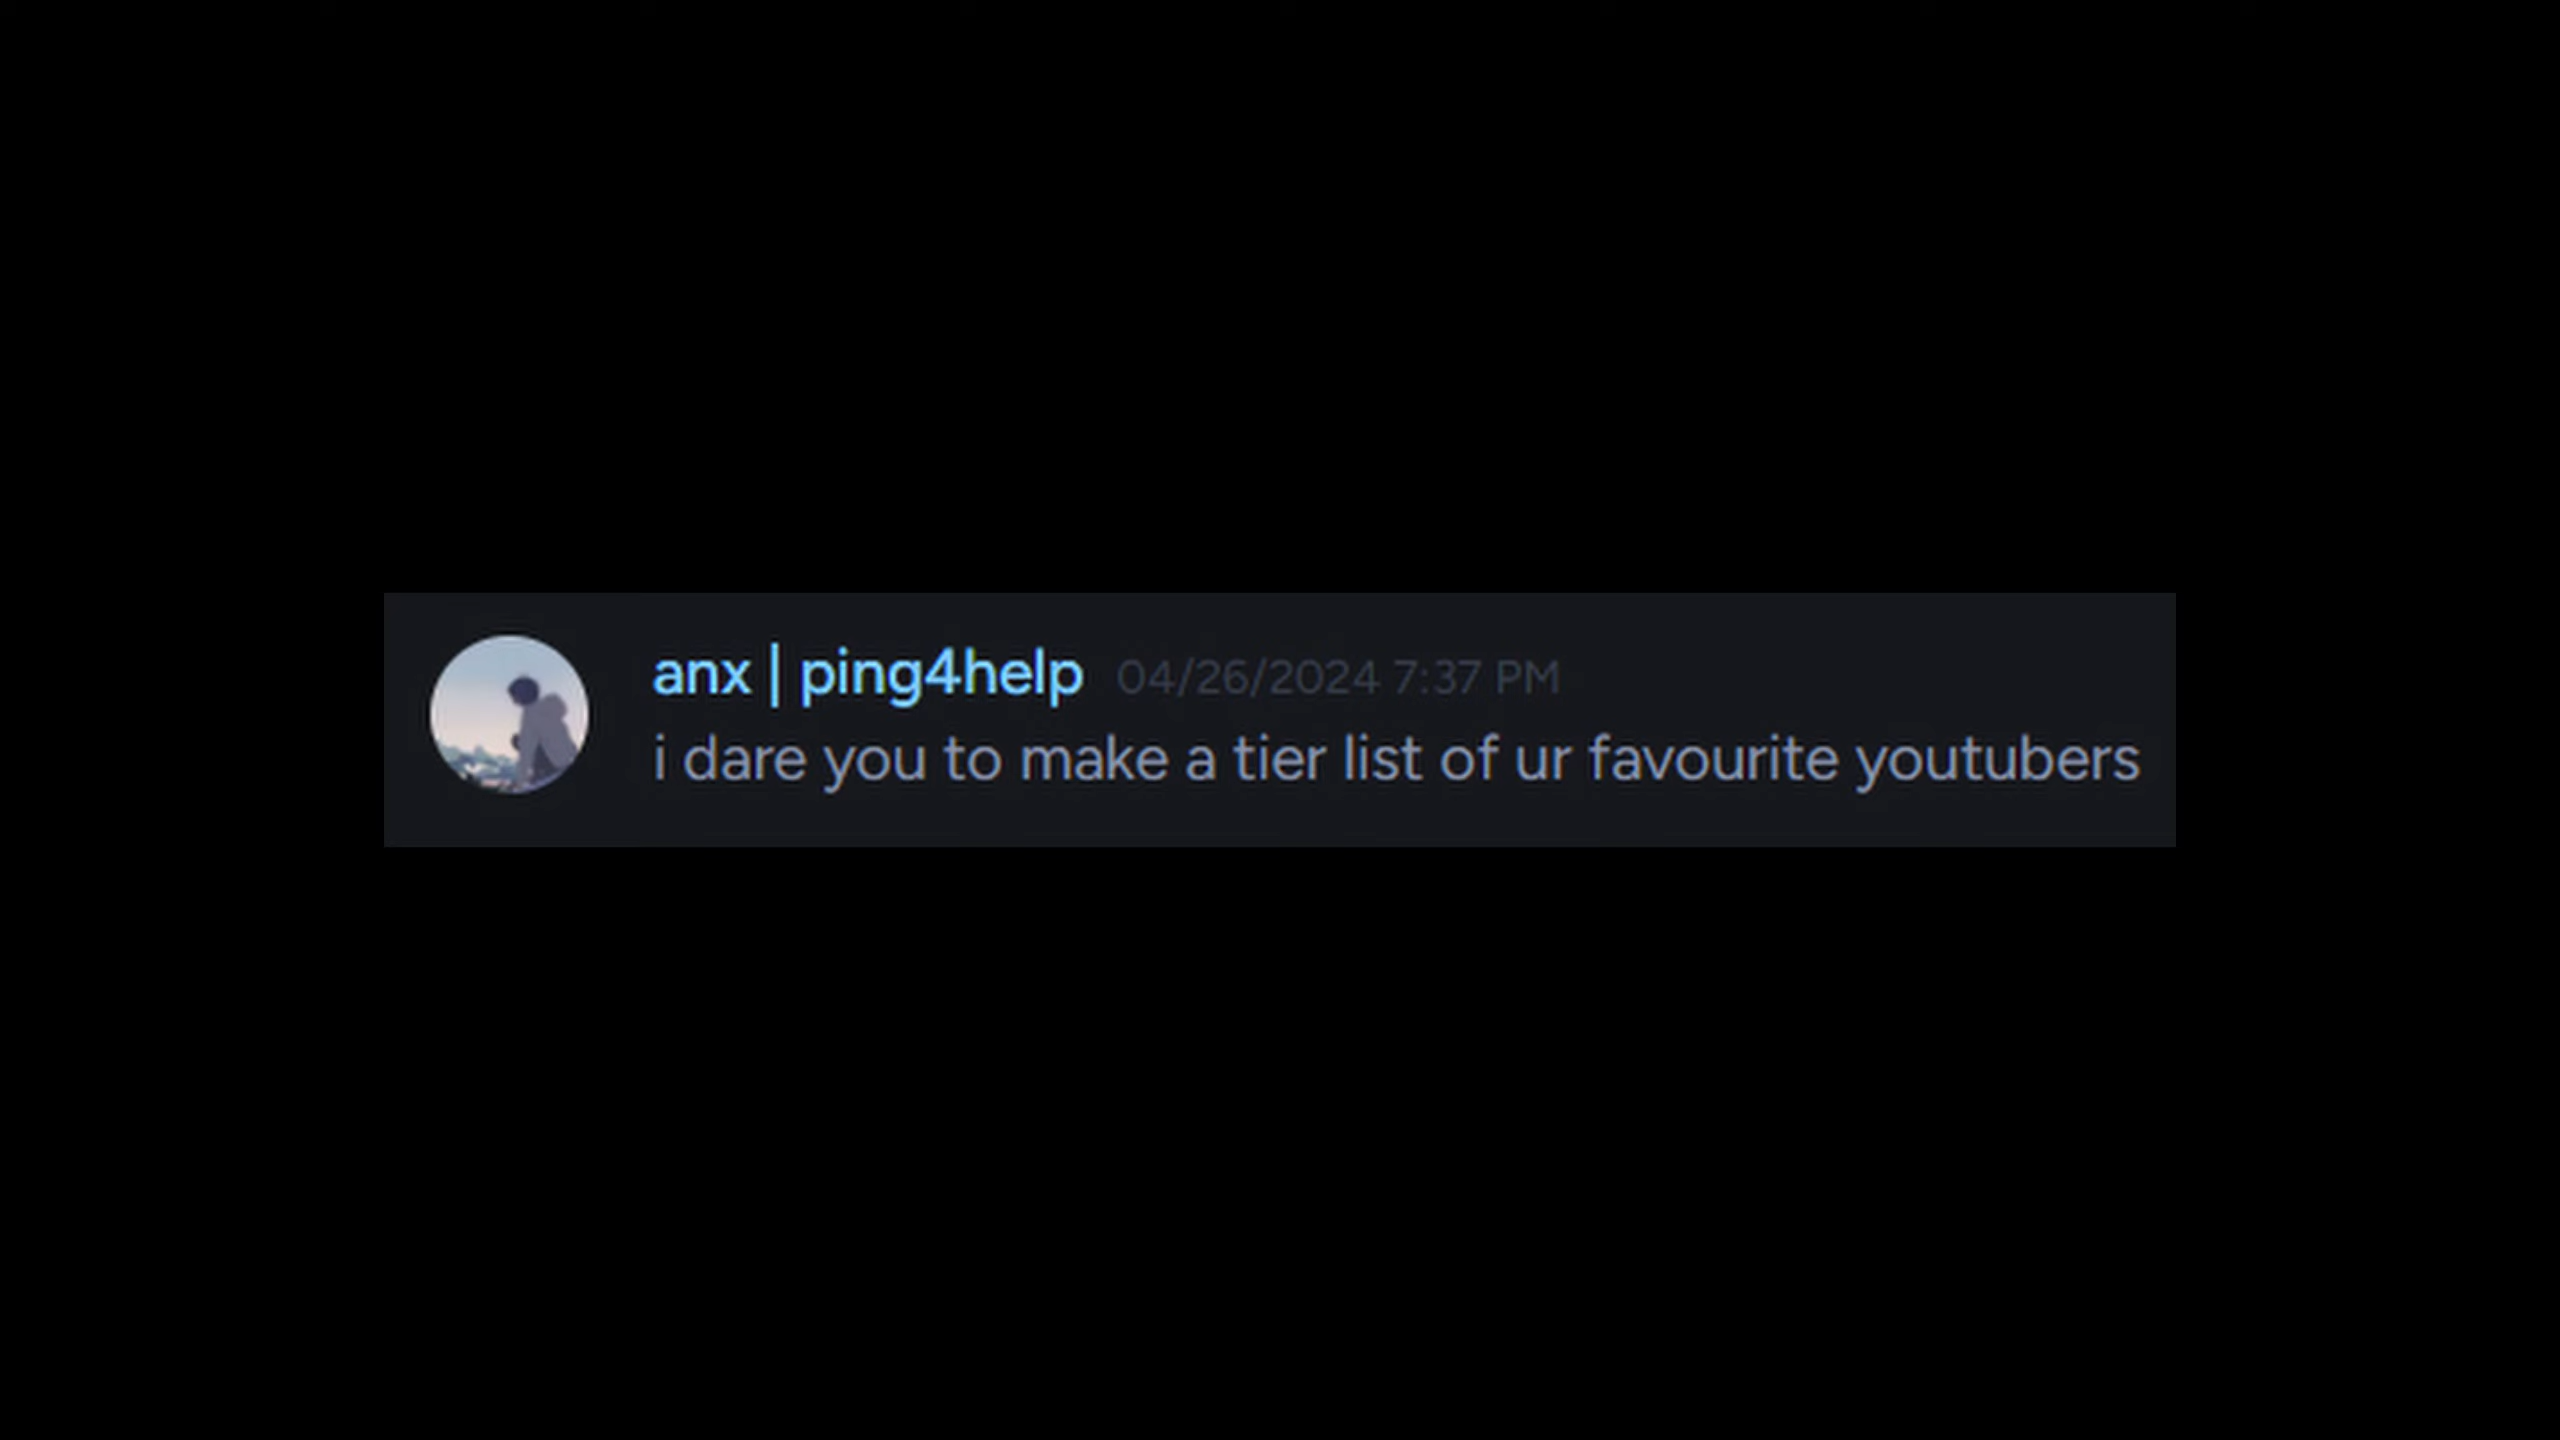 anx | ping4help 04/26/2024 7:37 PM
i dare you to make a tier list of ur favourite youtubers